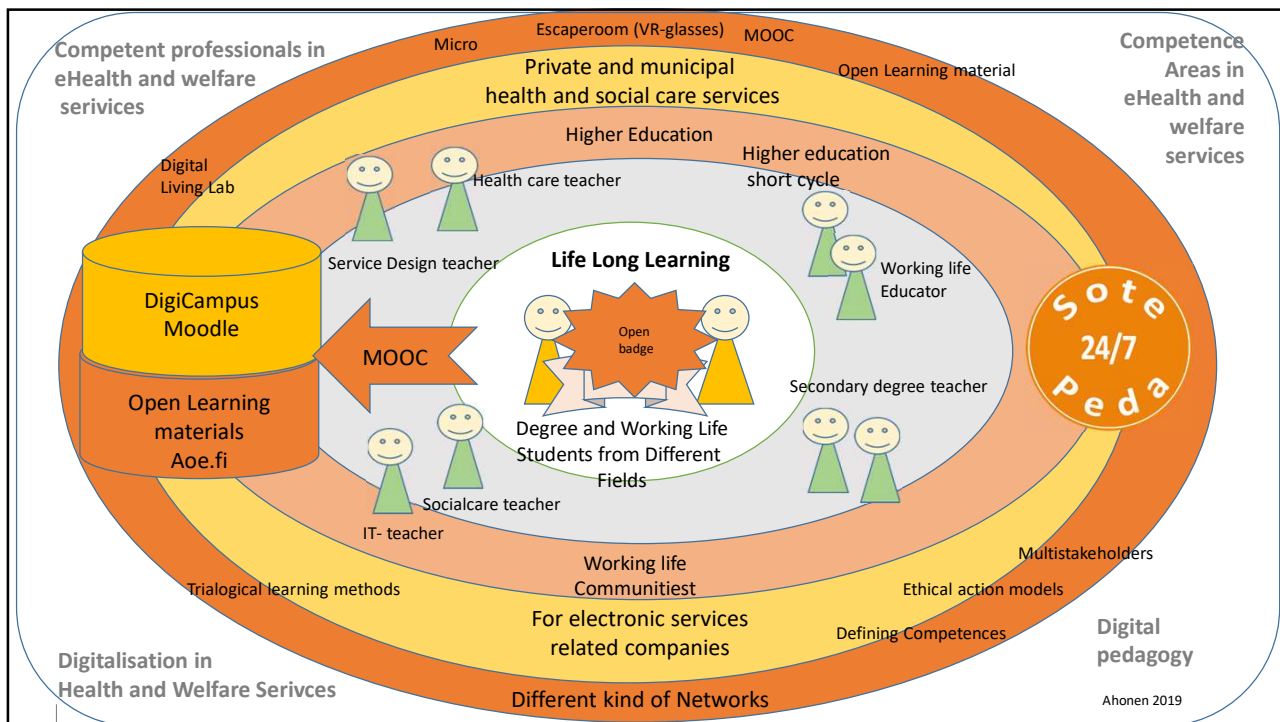 Competent professionals in
eHealth and welfare
serivices
Micro
Escaperoom (VR-glasses)
MOOC
Open Learning material
Competence
Areas in
eHealth and
welfare
services
Private and municipal
health and social care services
Higher Education
Higher education
short cycle
Digital
Living Lab
Health care teacher
Service Design teacher
Life Long Learning
Working life
Educator
DigiCampus
Moodle
MOOC
Open
badge
Sote
24/7
Peda
Open Learning
materials
Aoe.fi
Secondary degree teacher
Degree and Working Life
Students from Different
Fields
Socialcare teacher
IT- teacher
Working life
Communitiest
Multistakeholders
Trialogical learning methods
Ethical action models
For electronic services
related companies
Defining Competences
Digital
pedagogy
Digitalisation in
Health and Welfare Serivces
Different kind of Networks
Ahonen 2019